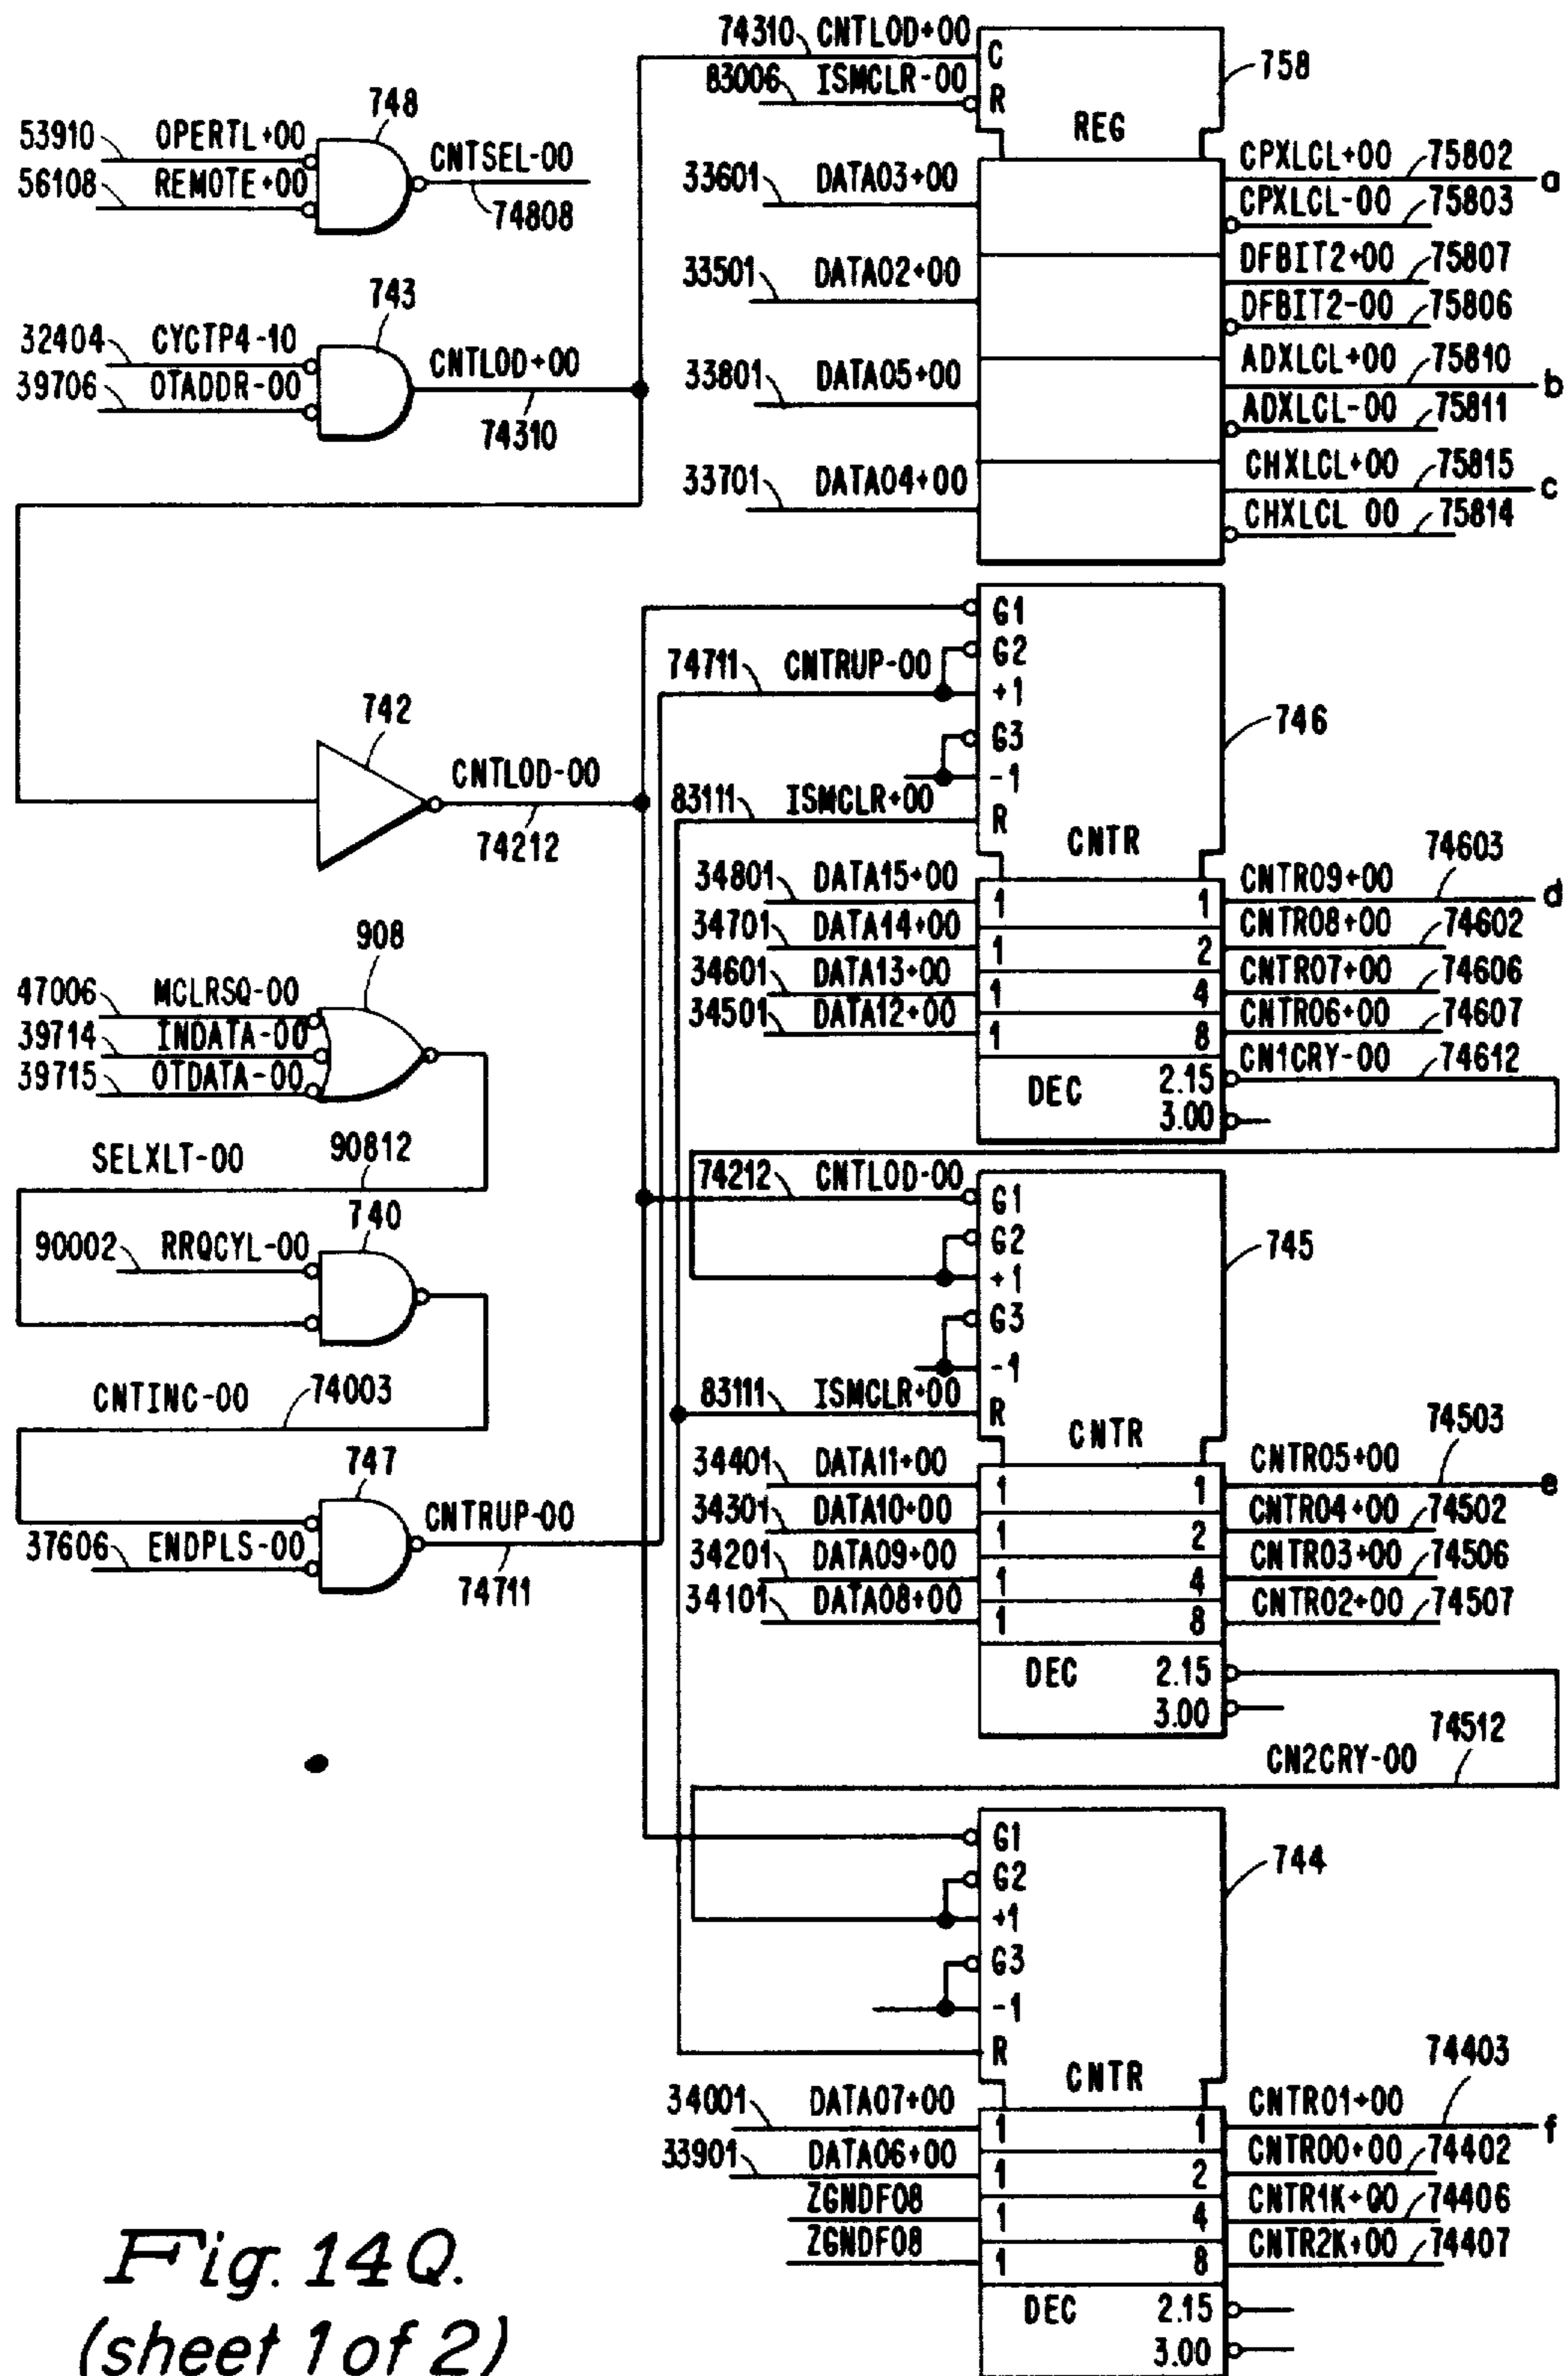 53910 OPERTL+00
56108 REMOTE+00
748
CNTSEL-00
74808
32404 CYCTP4-10
39706 OTADDR-00
743
CNTLOD+00
74310
742
CNTLOD-00
74212
908
47006 MCLRSQ-00
39714 INDATA-00
39715 OTDATA-00
SELXLT-00 90812
740
90002 RRQCYL-00
CNTINC-00 74003
747
37606 ENDPLS-00
CNTRUP-00
74711
74310 CNTLOD+00 C
83006 ISMCLR-00 R
REG
758
33601 DATA03+00
33501 DATA02+00
33801 DATA05+00
33701 DATA04+00
CPXLCL+00 75802 a
CPXLCL-00 75803
DFBIT2+00 75807
DFBIT2-00 75806
ADXLCL+00 75810 b
ADXLCL-00 75811
CHXLCL+00 75815 c
CHXLCL 00 75814
G1
G2
74711 CNTRUP-00 +1
G3
-1
83111 ISMCLR+00 R
CNTR
746
34801 DATA15+00 1 1 CNTR09+00 74603 d
34701 DATA14+00 1 2 CNTR08+00 74602
34601 DATA13+00 1 4 CNTR07+00 74606
34501 DATA12+00 1 8 CNTR06+00 74607
DEC 2.15 CN1CRY-00 74612
3.00
74212 CNTLOD-00 G1
G2
+1
G3
-1
83111 ISMCLR+00 R
CNTR
745
34401 DATA11+00 1 1 CNTR05+00 74503 e
34301 DATA10+00 1 2 CNTR04+00 74502
34201 DATA09+00 1 4 CNTR03+00 74506
34101 DATA08+00 1 8 CNTR02+00 74507
DEC 2.15
3.00
CN2CRY-00 74512
G1
G2
+1
G3
-1
R
CNTR
744
34001 DATA07+00 1 1 CNTR01+00 74403 f
33901 DATA06+00 1 2 CNTR00+00 74402
ZGNDF08 1 4 CNTR1K+00 74406
ZGNDF08 1 8 CNTR2K+00 74407
DEC 2.15
3.00
Fig. 14Q.
(sheet 1 of 2)